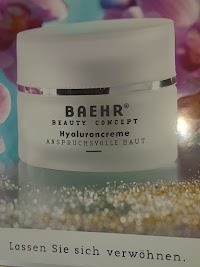 BAEHR®
BEAUTY CONCEPT
Hyaluroncreme
ANSPRUCHSVOLLE HAUT
Lassen Sie sich verwöhnen.